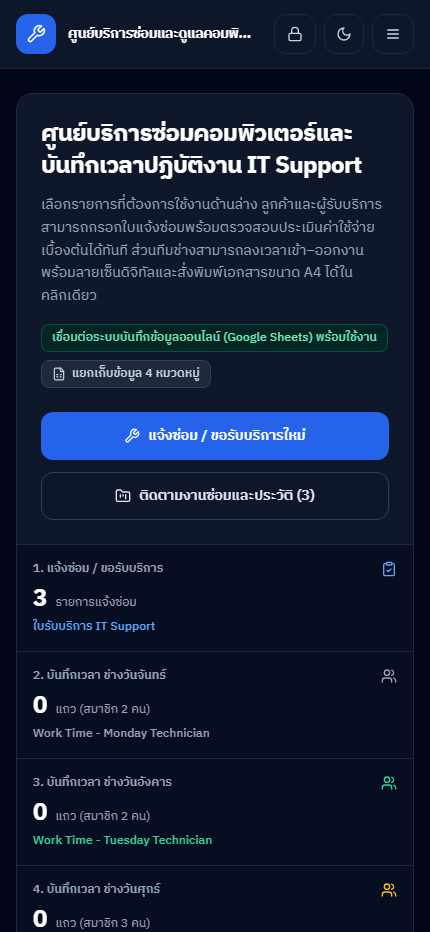 ศูนย์บริการซ่อมและดูแลคอมพิ...
ศูนย์บริการซ่อมคอมพิวเตอร์และ
บันทึกเวลาปฏิบัติงาน IT Support
เลือกรายการที่ต้องการใช้งานด้านล่าง ลูกค้าและผู้รับบริการ
สามารถกรอกใบแจ้งซ่อมพร้อมตรวจสอบประเมินค่าใช้จ่าย
เบื้องต้นได้ทันที ส่วนทีมช่างสามารถลงเวลาเข้า–ออกงาน
พร้อมลายเซ็นดิจิทัลและสั่งพิมพ์เอกสารขนาด A4 ได้ใน
คลิกเดียว
เชื่อมต่อระบบบันทึกข้อมูลออนไลน์ (Google Sheets) พร้อมใช้งาน
แยกเก็บข้อมูล 4 หมวดหมู่
แจ้งซ่อม / ขอรับบริการใหม่
ติดตามงานซ่อมและประวัติ (3)
1. แจ้งซ่อม / ขอรับบริการ
3 รายการแจ้งซ่อม
ใบรับบริการ IT Support
2. บันทึกเวลา ช่างวันจันทร์
0 แถว (สมาชิก 2 คน)
Work Time - Monday Technician
3. บันทึกเวลา ช่างวันอังคาร
0 แถว (สมาชิก 2 คน)
Work Time - Tuesday Technician
4. บันทึกเวลา ช่างวันศุกร์
0 แถว (สมาชิก 3 คน)